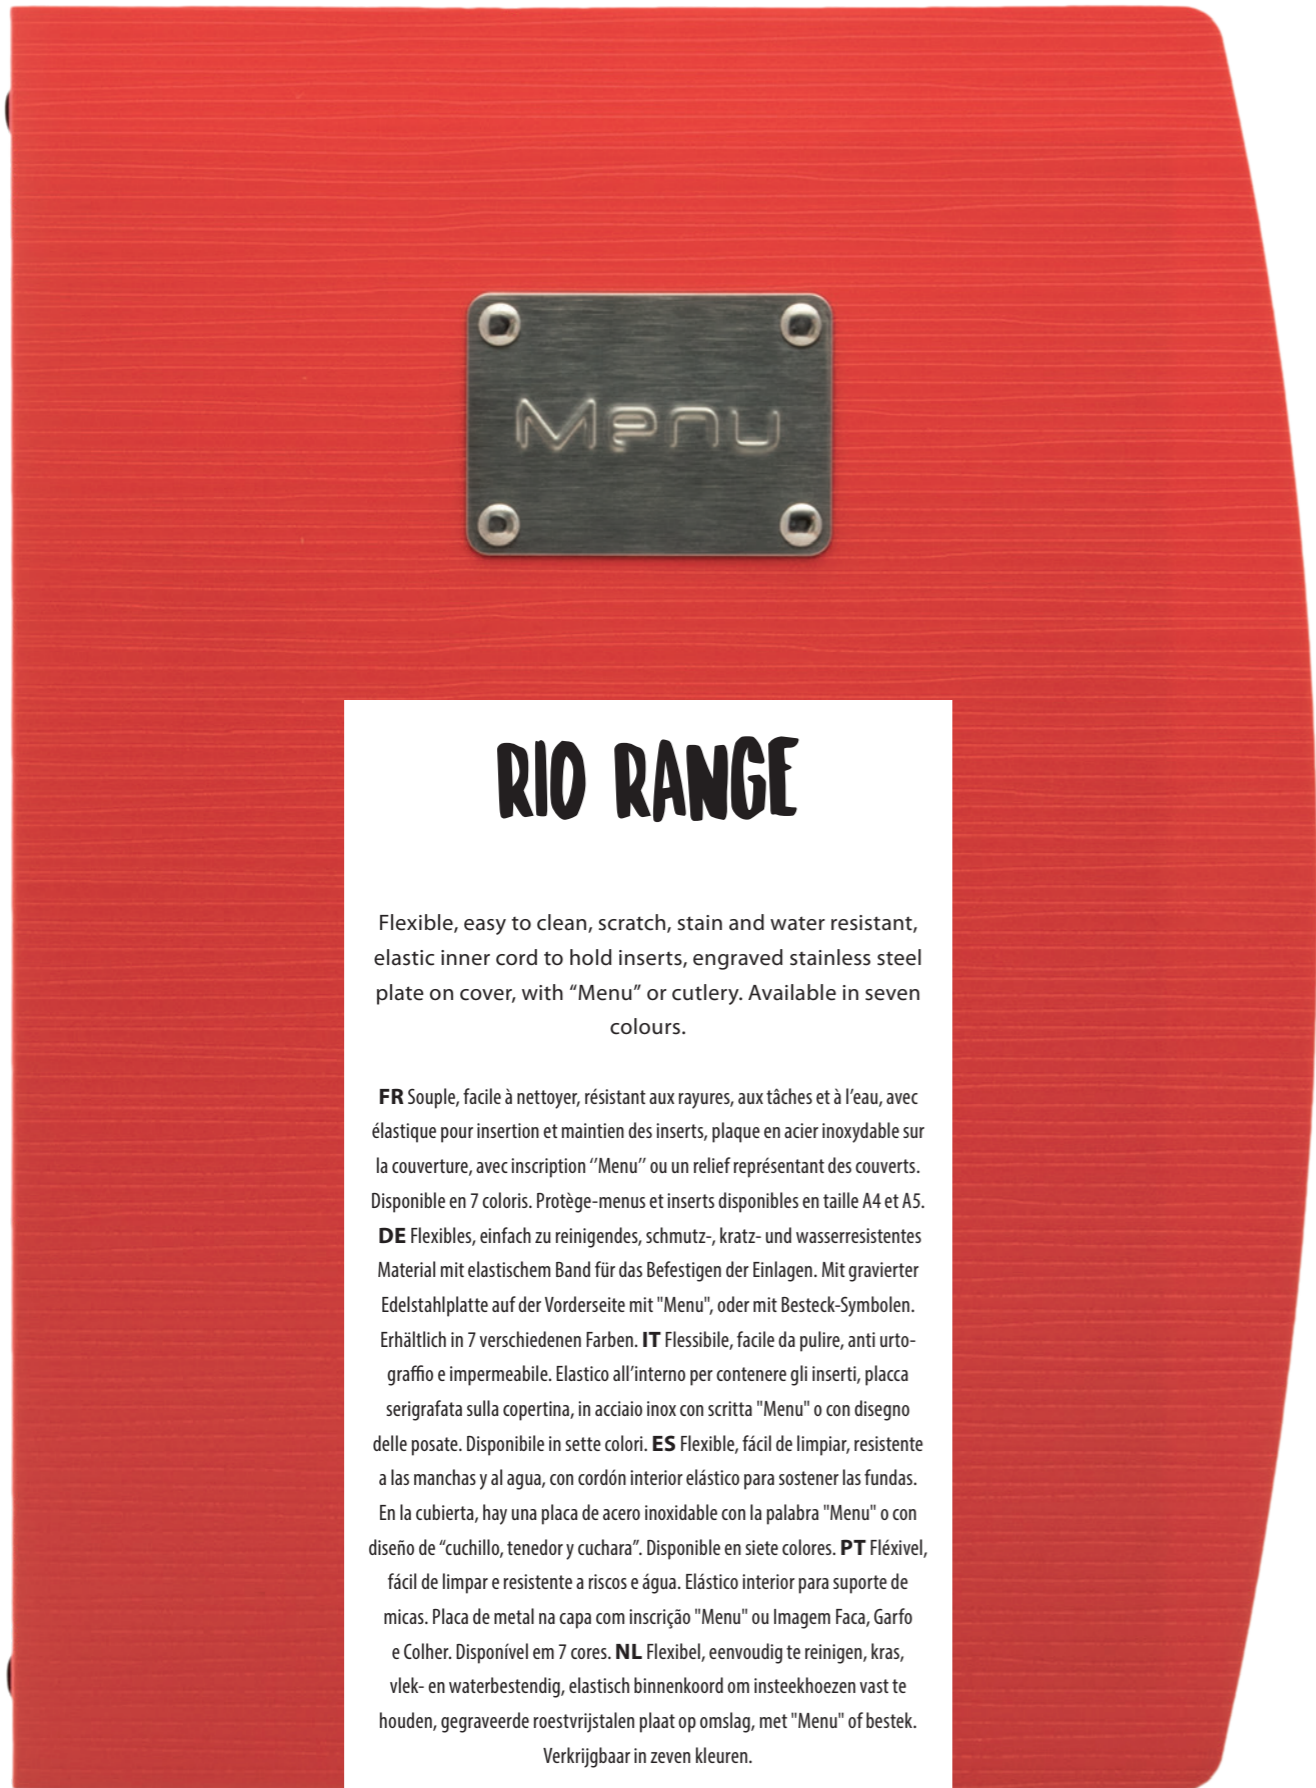 Menu
RIO RANGE
Flexible, easy to clean, scratch, stain and water resistant,
elastic inner cord to hold inserts, engraved stainless steel
plate on cover, with “Menu” or cutlery. Available in seven
colours.
FR Souple, facile à nettoyer, résistant aux rayures, aux tâches et à l’eau, avec
élastique pour insertion et maintien des inserts, plaque en acier inoxydable sur
la couverture, avec inscription ‘’Menu’’ ou un relief représentant des couverts.
Disponible en 7 coloris. Protège-menus et inserts disponibles en taille A4 et A5.
DE Flexibles, einfach zu reinigendes, schmutz-, kratz- und wasserresistentes
Material mit elastischem Band für das Befestigen der Einlagen. Mit gravierter
Edelstahlplatte auf der Vorderseite mit "Menu", oder mit Besteck-Symbolen.
Erhältlich in 7 verschiedenen Farben. IT Flessibile, facile da pulire, anti urto-
graffio e impermeabile. Elastico all’interno per contenere gli inserti, placca
serigrafata sulla copertina, in acciaio inox con scritta "Menu" o con disegno
delle posate. Disponibile in sette colori. ES Flexible, fácil de limpiar, resistente
a las manchas y al agua, con cordón interior elástico para sostener las fundas.
En la cubierta, hay una placa de acero inoxidable con la palabra "Menu" o con
diseño de “cuchillo, tenedor y cuchara”. Disponible en siete colores. PT Fléxivel,
fácil de limpar e resistente a riscos e água. Elástico interior para suporte de
micas. Placa de metal na capa com inscrição "Menu" ou Imagem Faca, Garfo
e Colher. Disponível em 7 cores. NL Flexibel, eenvoudig te reinigen, kras,
vlek- en waterbestendig, elastisch binnenkoord om insteekhoezen vast te
houden, gegraveerde roestvrijstalen plaat op omslag, met "Menu" of bestek.
Verkrijgbaar in zeven kleuren.